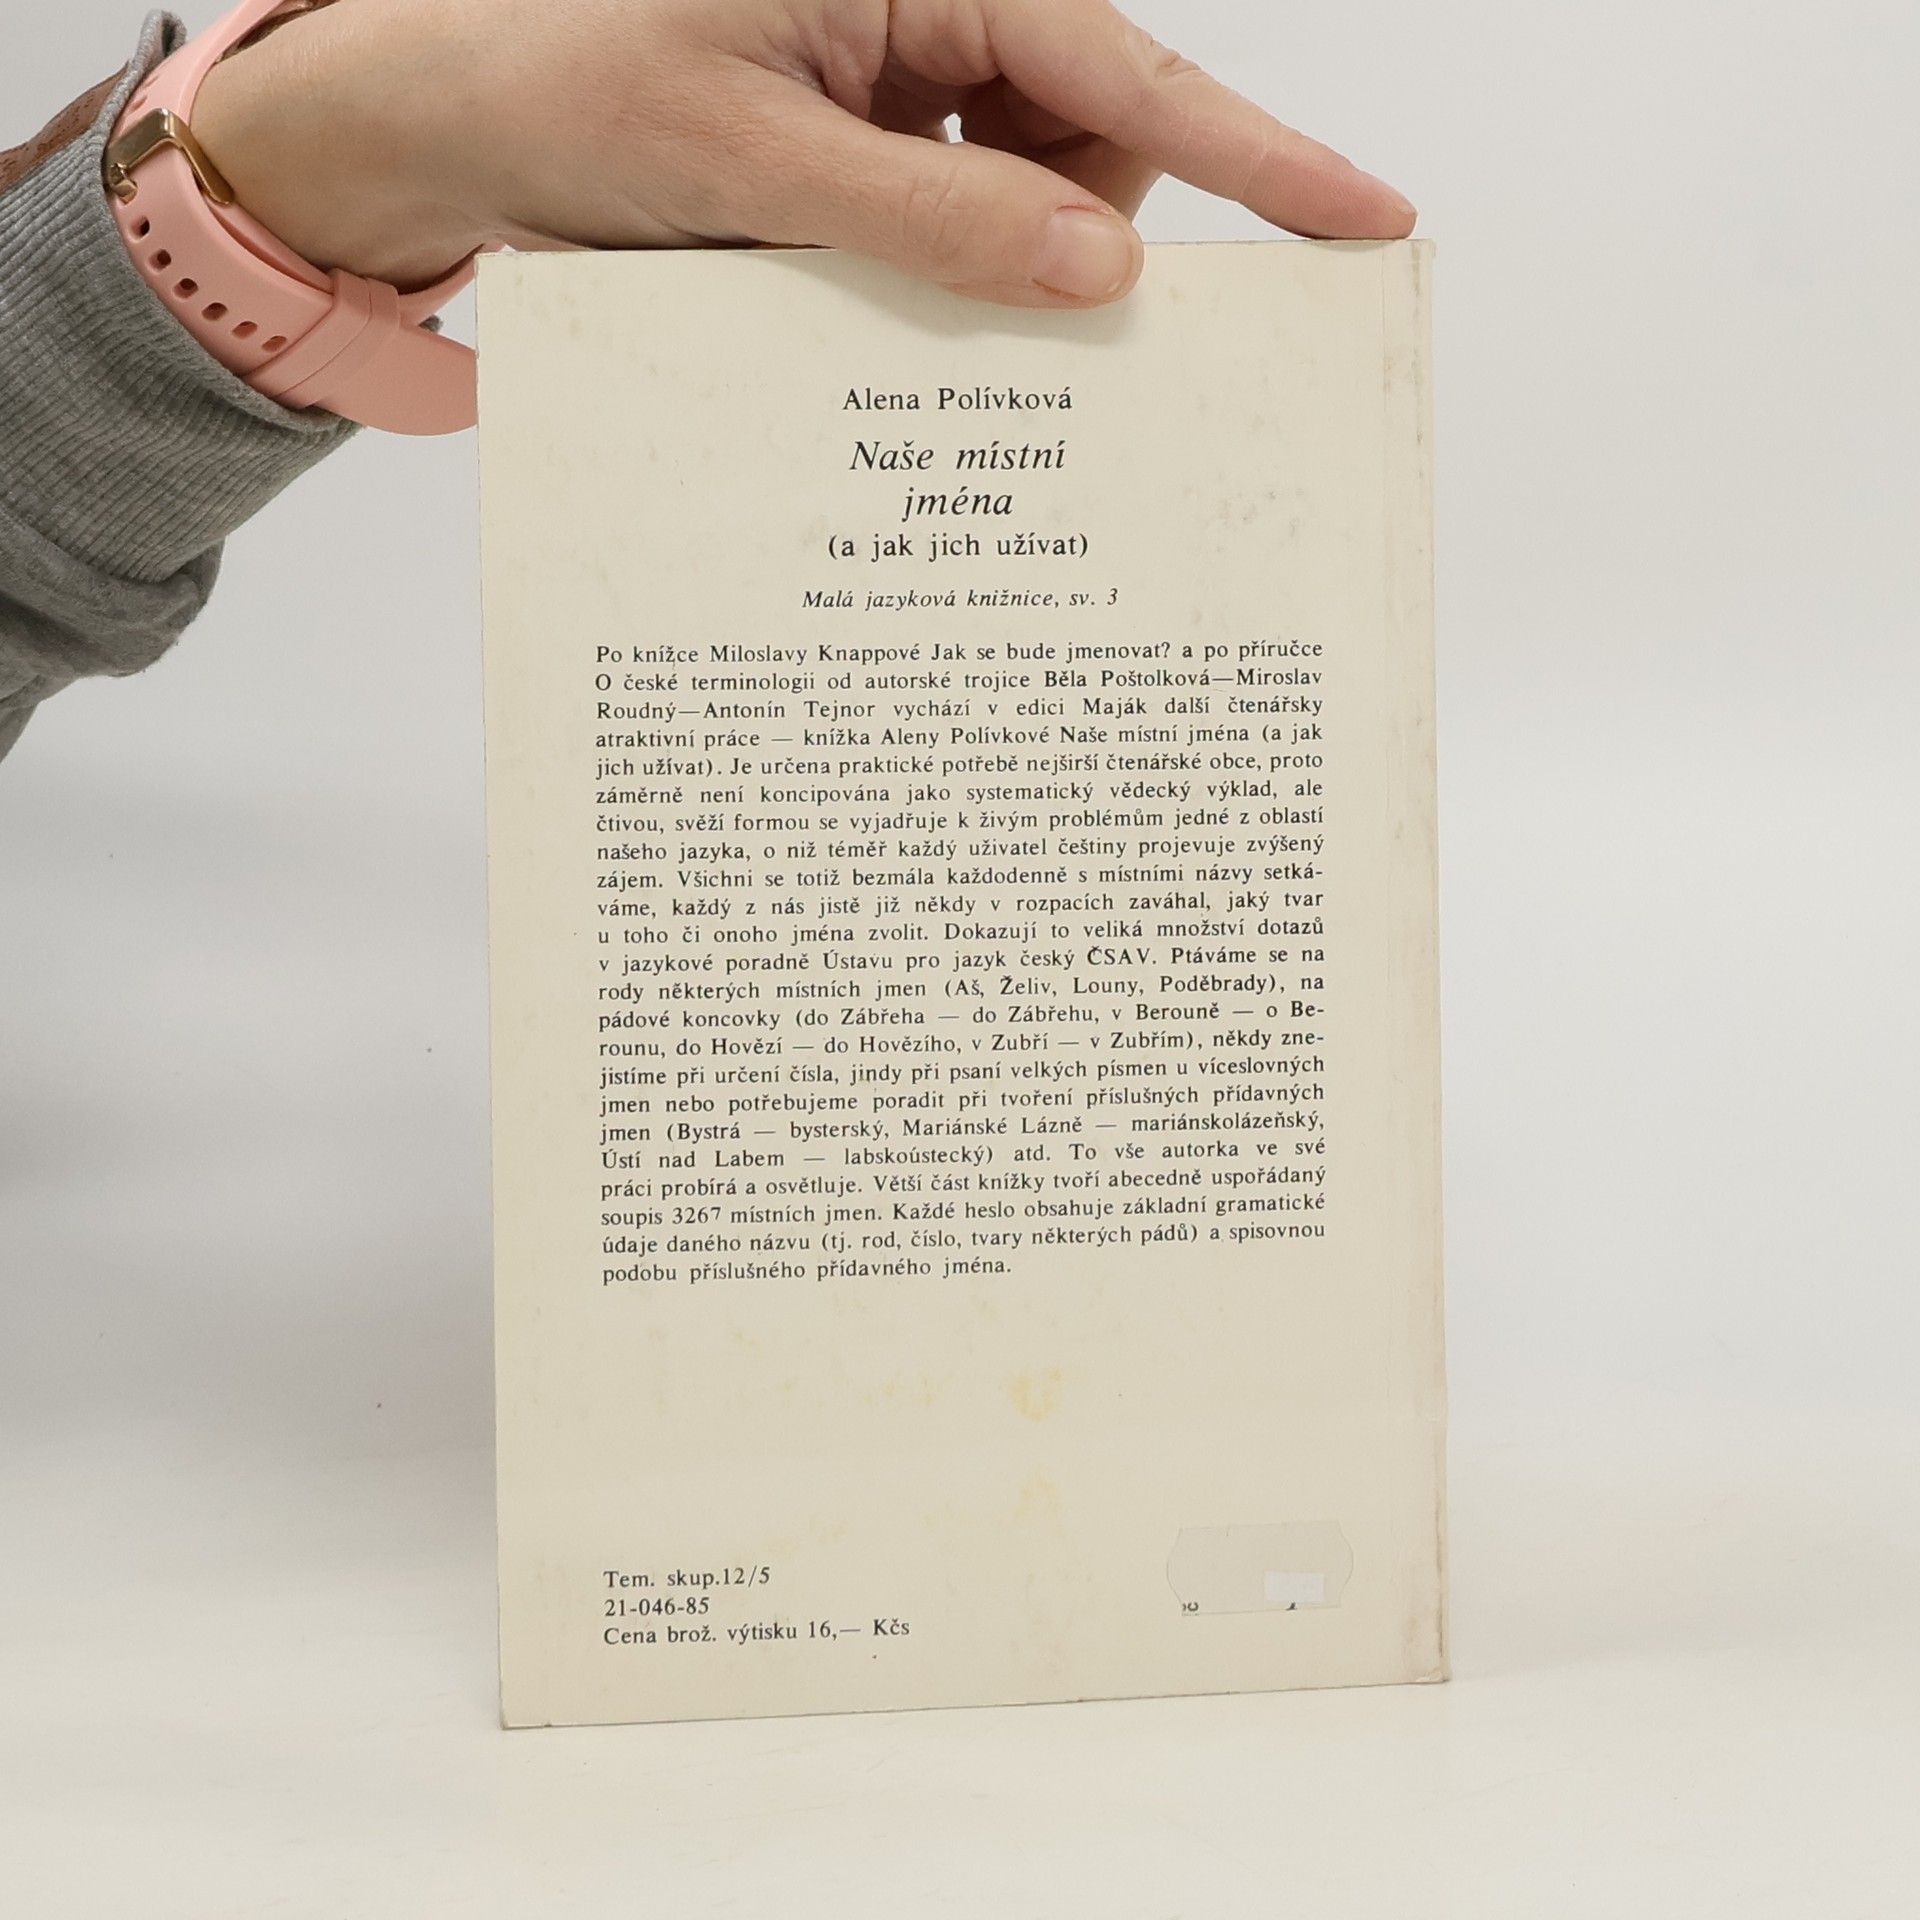 Alena Polívková
Naše místní
jména
(a jak jich užívat)
Malá jazyková knižnice, sv. 3
Po knížce Miloslavy Knappové Jak se bude jmenovat? a po příručce
O české terminologii od autorské trojice Běla Poštolková—Miroslav
Roudný—Antonín Tejnor vychází v edici Maják další čtenářsky
atraktivní práce — knížka Aleny Polívkové Naše místní jména (a jak
jich užívat). Je určena praktické potřebě nejširší čtenářské obce, proto
záměrně není koncipována jako systematický vědecký výklad, ale
čtivou, svěží formou se vyjadřuje k živým problémům jedné z oblastí
našeho jazyka, o niž téměř každý uživatel češtiny projevuje zvýšený
zájem. Všichni se totiž bezmála každodenně s místními názvy setká-
váme, každý z nás jistě již někdy v rozpacích zaváhal, jaký tvar
u toho či onoho jména zvolit. Dokazují to veliká množství dotazů
v jazykové poradně Ústavu pro jazyk český ČSAV. Ptáváme se na
rody některých místních jmen (Aš, Želiv, Louny, Poděbrady), na
pádové koncovky (do Zábřeha — do Zábřehu, v Berouně — o Be-
rounu, do Hovězí — do Hovězího, v Zubří — v Zubřím), někdy zne-
jistíme při určení čísla, jindy při psaní velkých písmen u víceslovných
jmen nebo potřebujeme poradit při tvoření příslušných přídavných
jmen (Bystrá — bysterský, Mariánské Lázně — mariánskolázeňský,
Ústí nad Labem — labskoústecký) atd. To vše autorka ve své
práci probírá a osvětluje. Větší část knížky tvoří abecedně uspořádaný
soupis 3267 místních jmen. Každé heslo obsahuje základní gramatické
údaje daného názvu (tj. rod, číslo, tvary některých pádů) a spisovnou
podobu příslušného přídavného jména.
Tem. skup.12/5
21-046-85
Cena brož. výtisku 16,— Kčs